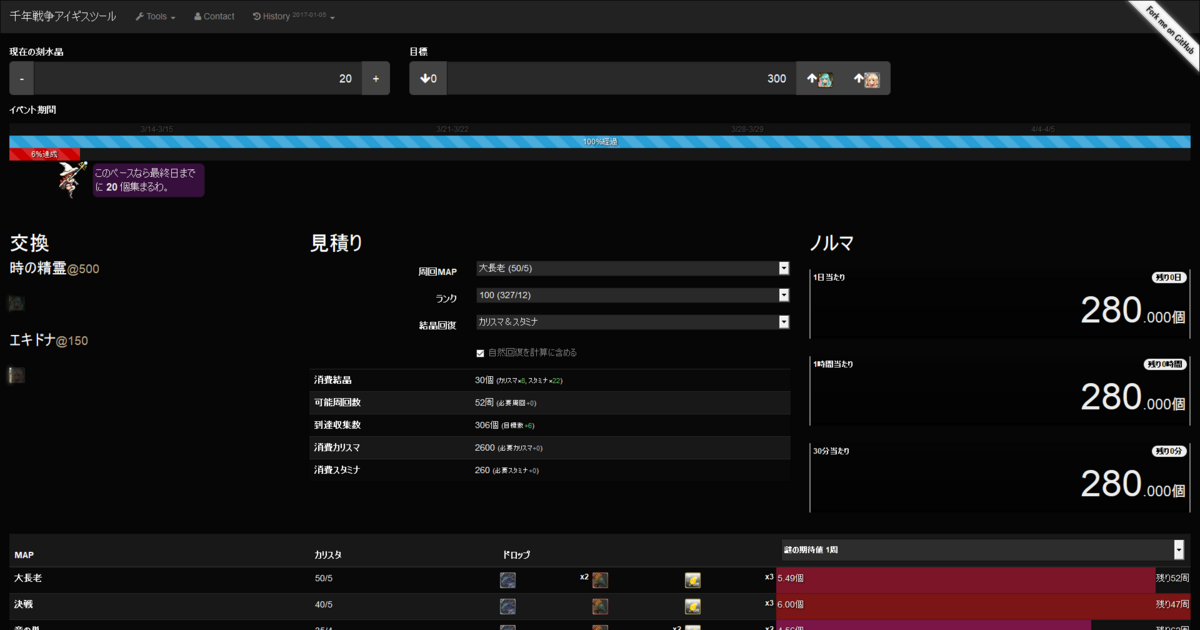 千年戦争アイギスツール Tools Contact History 2017-01-05
Fork me on GitHub
現在の刻水晶 目標
- 20 + 0 300
イベント期間
3/14-3/15 3/21-3/22 3/28-3/29 4/4-4/5
100%経過
6%達成
このペースなら最終日まで
に 20 個集まるわ。
交換
時の精霊@500
エキドナ@150
見積り
周回MAP 大長老 (50/5)
ランク 100 (327/12)
結晶回復 カリスマ&スタミナ
自然回復を計算に含める
消費結晶 30個 (カリスマ×8, スタミナ×22)
可能周回数 52周 (必要周回+0)
到達収集数 306個 (目標数+6)
消費カリスマ 2600 (必要カリスマ+0)
消費スタミナ 260 (必要スタミナ+0)
ノルマ
1日当たり 残り0日
280.000個
1時間当たり 残り0時間
280.000個
30分当たり 残り0分
280.000個
MAP カリスタ ドロップ 謎の期待値 1周
大長老 50/5 x2 x3 5.49個 残り52周
決戦 40/5 x3 6.00個 残り47周